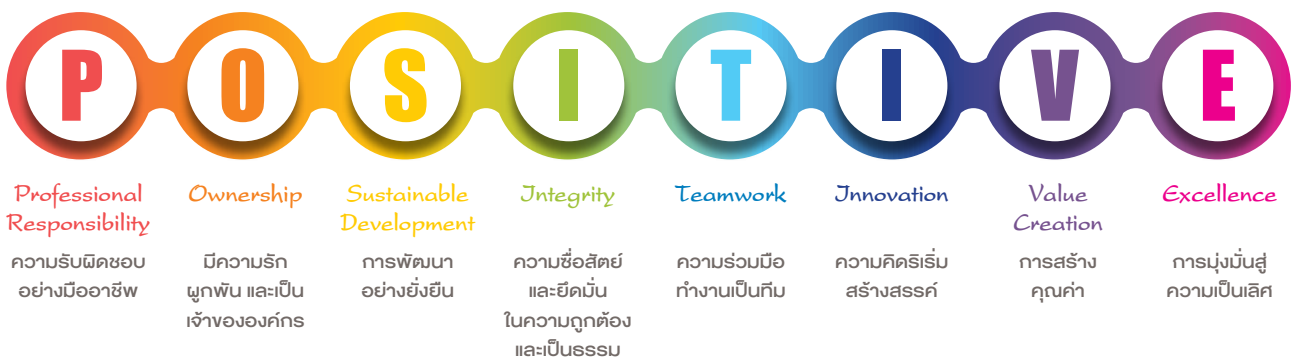 P O S I T I V E
Professional
Responsibility
ความรับผิดชอบ
อย่างมืออาชีพ
Ownership
มีความรัก
ผูกพัน และเป็น
เจ้าขององค์กร
Sustainable
Development
การพัฒนา
อย่างยั่งยืน
Integrity
ความซื่อสัตย์
และยึดมั่น
ในความถูกต้อง
และเป็นธรรม
Teamwork
ความร่วมมือ
ทำงานเป็นทีม
Innovation
ความคิดริเริ่ม
สร้างสรรค์
Value
Creation
การสร้าง
คุณค่า
Excellence
การมุ่งมั่นสู่
ความเป็นเลิศ